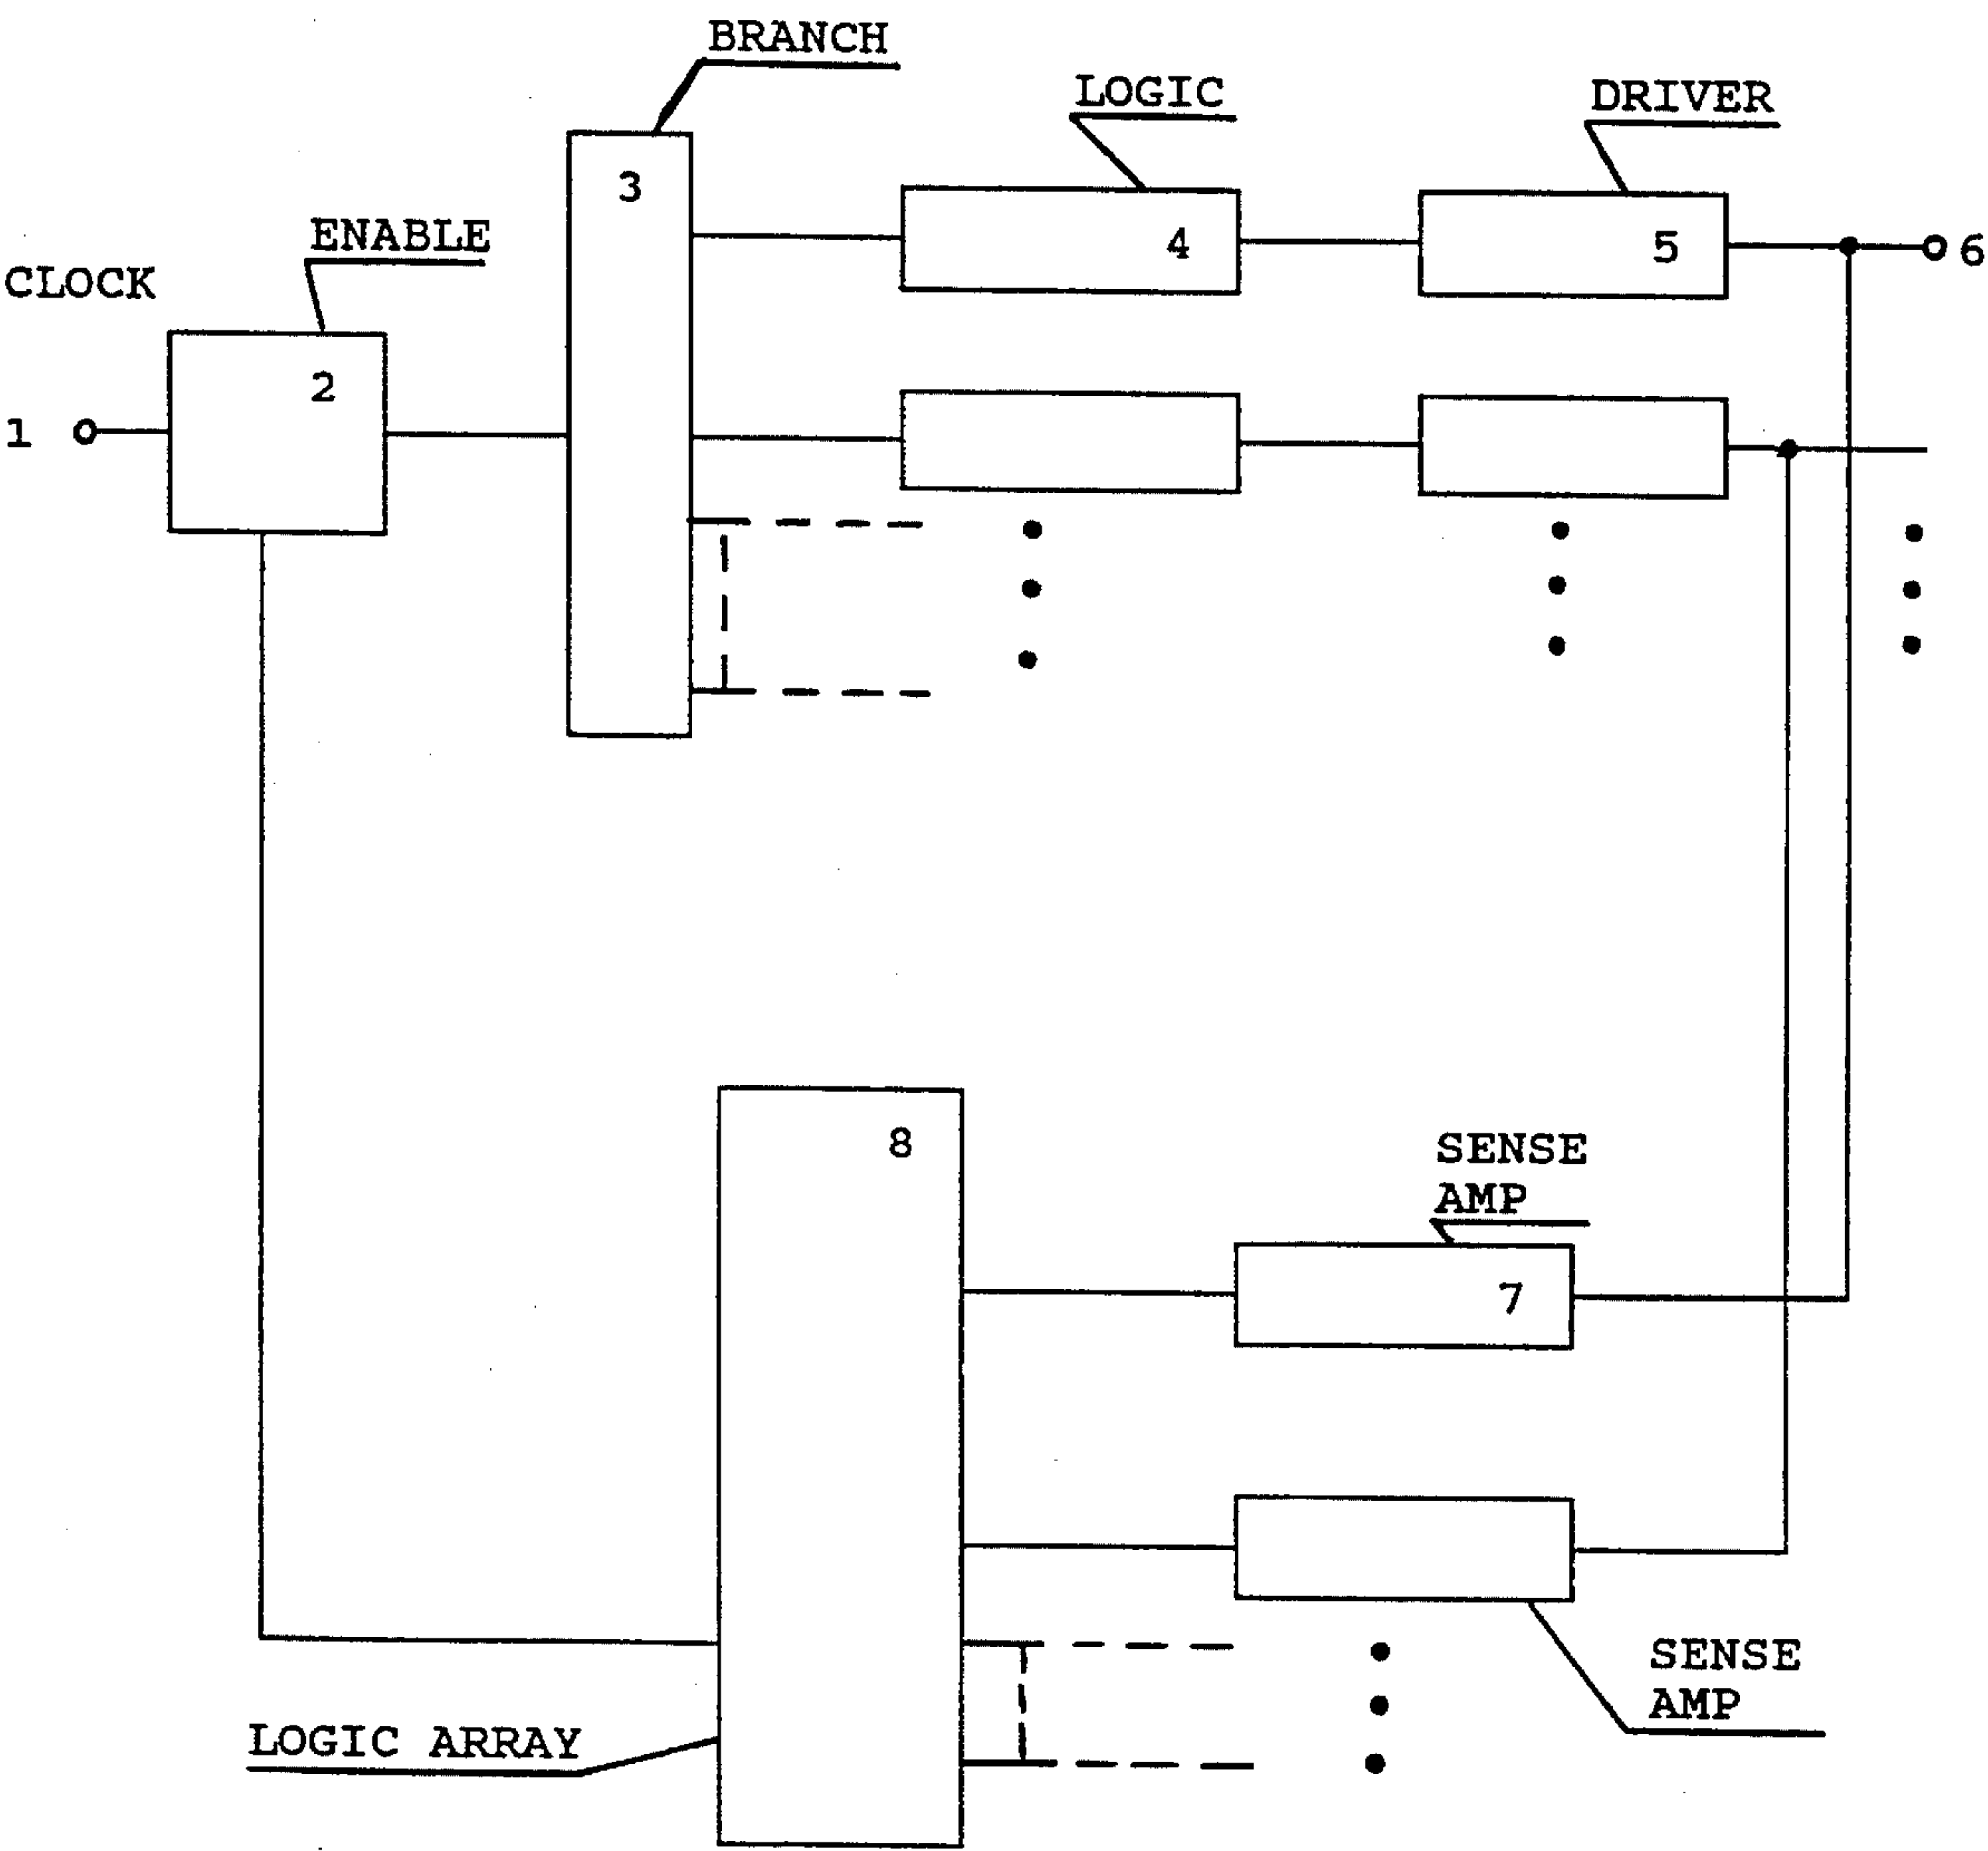 BRANCH
LOGIC
DRIVER
3
ENABLE
4
5
6
CLOCK
2
1
8
SENSE
AMP
7
SENSE
AMP
LOGIC ARRAY